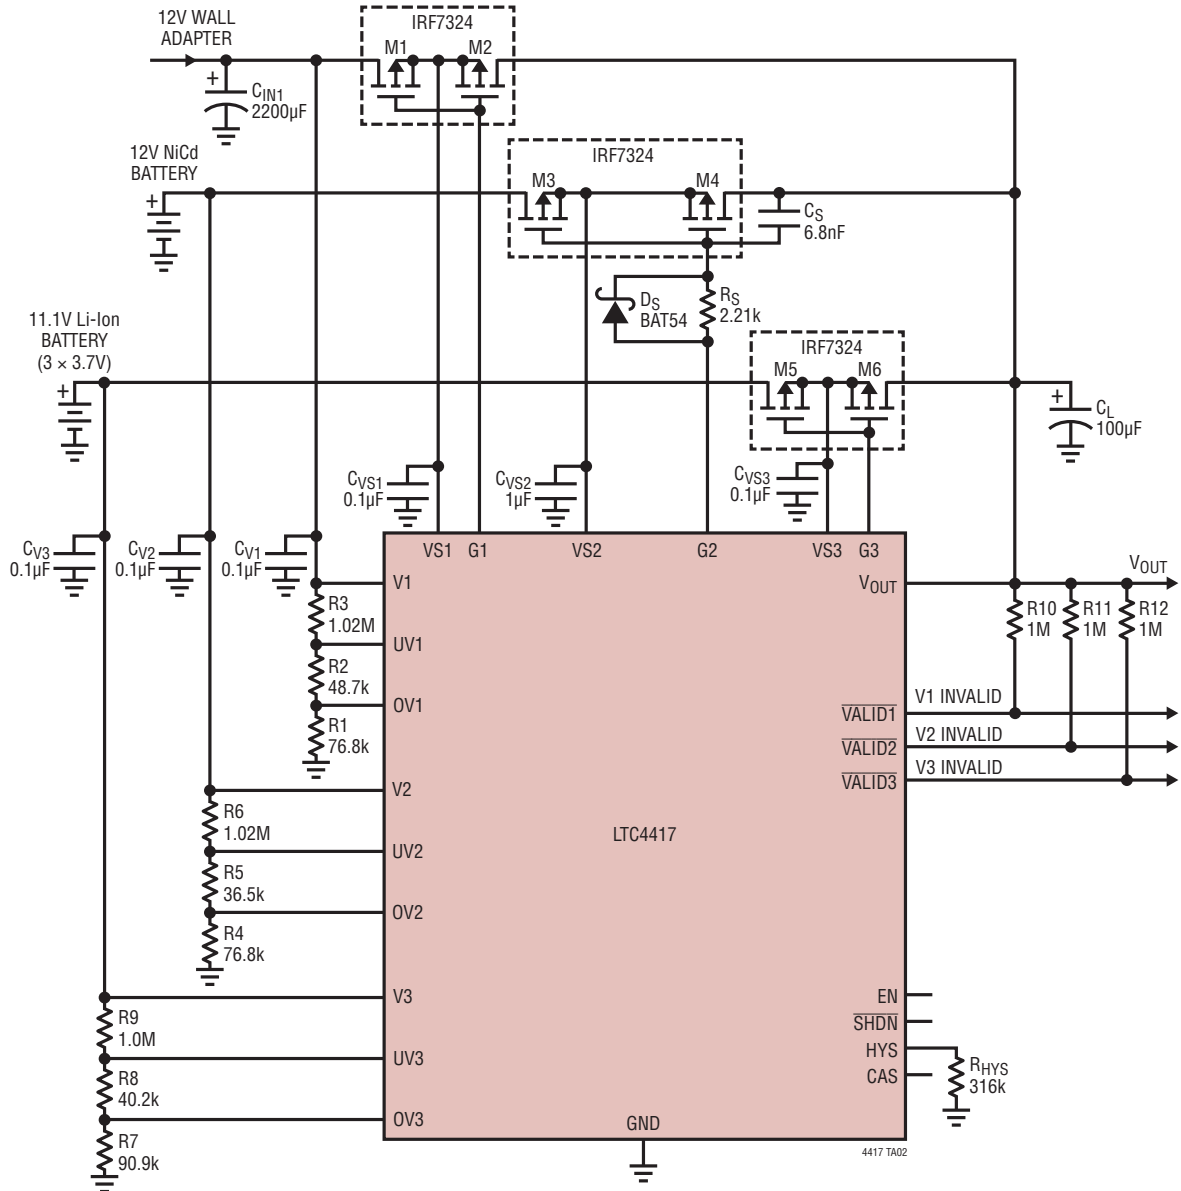 12V WALL
ADAPTER
IRF7324
M1
M2
+
CIN1
2200µF
12V NiCd
BATTERY
IRF7324
M3
M4
+
CS
6.8nF
DS
BAT54
RS
2.21k
11.1V Li-Ion
BATTERY
(3 × 3.7V)
IRF7324
M5
M6
+
+
CL
100µF
CVS1
0.1µF
CVS2
1µF
CVS3
0.1µF
CV3
0.1µF
CV2
0.1µF
CV1
0.1µF
VS1
G1
VS2
G2
VS3
G3
V1
VOUT
VOUT
R3
1.02M
R10
1M
R11
1M
R12
1M
UV1
R2
48.7k
OV1
R1
76.8k
VALID1
V1 INVALID
VALID2
V2 INVALID
VALID3
V3 INVALID
V2
R6
1.02M
LTC4417
UV2
R5
36.5k
OV2
R4
76.8k
V3
EN
R9
1.0M
SHDN
UV3
HYS
RHYS
316k
CAS
R8
40.2k
OV3
GND
R7
90.9k
4417 TA02